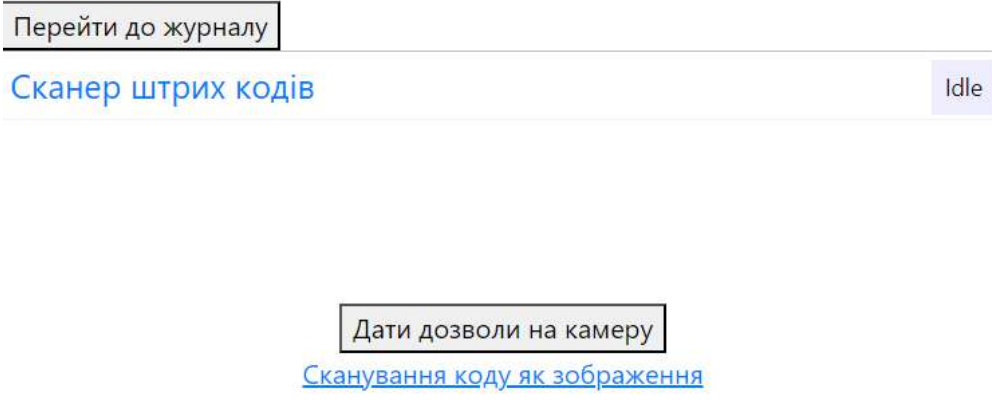 Перейти до журналу
Сканер штрих кодів Idle
Дати дозволи на камеру
Сканування коду як зображення